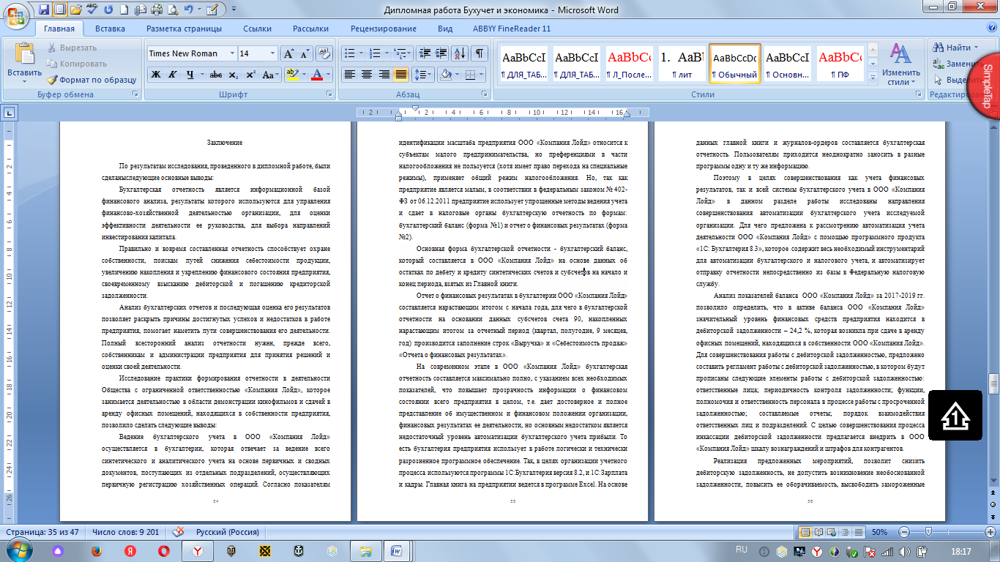 Дипломная работа Бухучет и экономика - Microsoft Word
Главная Вставка Разметка страницы Ссылки Рассылки Рецензирование Вид ABBYY FineReader 11
Вставить
Вырезать
Копировать
Формат по образцу
Буфер обмена
Times New Roman 14
Ж К Ч abc x₂ x² Aa
Шрифт
Абзац
AaBbCcI AaBbCcI AaBbCc 1. AaBl AaBbCcDc AaBbCcI AaBbCc
¶ ДЛЯ_ТАБ... ¶ ДЛЯ_ТАБ... ¶ Л_После... ¶ лит ¶ Обычный ¶ Основн... ¶ ПФ
Стили
Изменить стили
Найти
Заменить
Выделить
Редактирование
SimpleTap
Заключение
По результатам исследования, проведенного в дипломной работе, были
сделаныследующие основные выводы:
Бухгалтерская отчетность является информационной базой
финансового анализа, результаты которого используются для управления
финансово-хозяйственной деятельностью организации, для оценки
эффективности деятельности ее руководства, для выбора направлений
инвестирования капитала.
Правильно и вовремя составленная отчетность способствует охране
собственности, поискам путей снижения себестоимости продукции,
увеличению накопления и укреплению финансового состояния предприятия,
своевременному взысканию дебиторской и погашению кредиторской
задолженности.
Анализ бухгалтерских отчетов и последующая оценка его результатов
позволяет раскрыть причины достигнутых успехов и недостатков в работе
предприятия, помогает наметить пути совершенствования его деятельности.
Полный всесторонний анализ отчетности нужен, прежде всего,
собственникам и администрации предприятия для принятия решений и
оценки своей деятельности.
Исследование практики формирования отчетности в деятельности
Общества с ограниченной ответственностью «Компания Лойд», которое
занимается деятельностью в области демонстрации кинофильмов и сдачей в
аренду офисных помещений, находящихся в собственности предприятия,
позволило сделать следующие выводы:
Ведение бухгалтерского учета в ООО «Компания Лойд»
осуществляется в бухгалтерии, которая отвечает за ведение всего
синтетического и аналитического учета на основе первичных и сводных
документов, поступающих из отдельных подразделений, осуществляющих
первичную регистрацию хозяйственных операций. Согласно показателям
34
идентификации масштаба предприятия ООО «Компания Лойд» относится к
субъектам малого предпринимательства, но преференциями в части
налогообложения не пользуется (хотя имеет право перехода на специальные
режимы), применяет общий режим налогообложения. Но, так как
предприятие является малым, в соответствии в федеральным законом № 402-
ФЗ от 06.12.2011 предприятие использует упрощенные методы ведения учета
и сдает в налоговые органы бухгалтерскую отчетность по формам:
бухгалтерский баланс (форма №1) и отчет о финансовых результатах (форма
№2).
Основная форма бухгалтерской отчетности - бухгалтерский баланс,
который составляется в ООО «Компания Лойд» на основе данных об
остатках по дебету и кредиту синтетических счетов и субсчетов на начало и
конец периода, взятых из Главной книги.
Отчет о финансовых результатах в бухгалтерии ООО «Компания Лойд»
составляется нарастающим итогом с начала года, для чего в бухгалтерской
отчетности на основании данных субсчетов счета 90, накопленных
нарастающим итогом за отчетный период (квартал, полугодие, 9 месяцев,
год) производится заполнение строк «Выручка» и «Себестоимость продаж»
«Отчета о финансовых результатах».
На современном этапе в ООО «Компания Лойд» бухгалтерская
отчетность составляется максимально полно, с указанием всех необходимых
показателей, что повышает прозрачность информации о финансовом
состоянии всего предприятия в целом, т.е. дает достоверное и полное
представление об имущественном и финансовом положении организации,
финансовых результатах ее деятельности, но основным недостатком является
недостаточный уровень автоматизации бухгалтерского учета прибыли. То
есть бухгалтерия предприятия использует в работе логически и технически
разрозненное программное обеспечение. Так, в целях организации учетного
процесса используются программы 1С:Бухгалтерия версия 8.2, и 1С:Зарплата
и кадры. Главная книга на предприятии ведется в программе Excel. На основе
35
данных главной книги и журналов-ордеров составляется бухгалтерская
отчетность. Пользователям приходится неоднократно заносить в разные
программы одну и ту же информацию.
Поэтому в целях совершенствования как учета финансовых
результатов, так и всей системы бухгалтерского учета в ООО «Компания
Лойд» в данном разделе работы исследованы направления
совершенствования автоматизации бухгалтерского учета исследуемой
организации. Для чего предложена к рассмотрению автоматизация учета
деятельности ООО «Компания Лойд» с помощью программного продукта
«1С: Бухгалтерия 8.3», которое содержит весь необходимый инструментарий
для автоматизации бухгалтерского и налогового учета, и автоматизирует
отправку отчетности непосредственно из базы в Федеральную налоговую
службу.
Анализ показателей баланса ООО «Компания Лойд» за 2017-2019 гг.
позволило определить, что в активе баланса ООО «Компания Лойд»
значительный уровень финансовых средств предприятия находится в
дебиторской задолженности – 24,2 %, которая возникла при сдаче в аренду
офисных помещений, находящихся в собственности ООО «Компания Лойд».
Для совершенствования работы с дебиторской задолженностью, предложено
составить регламент работы с дебиторской задолженностью, в котором будут
прописаны следующие элементы работы с дебиторской задолженностью:
ответственные лица; периодичность контроля задолженности; функции,
полномочия и ответственность персонала в процессе работы с просроченной
задолженностью; составляемые отчеты; порядок взаимодействия
ответственных лиц и подразделений. С целью совершенствования процесса
инкассации дебиторской задолженности предлагается внедрить в ООО
«Компания Лойд» шкалу вознаграждений и штрафов для контрагентов.
Реализация предложенных мероприятий, позволит снизить
дебиторскую задолженность, не допустить возникновение необоснованной
задолженности, повысить ее оборачиваемость, высвободить замороженные
36
Страница: 35 из 47 Число слов: 9 201 Русский (Россия) 50%
RU 18:17